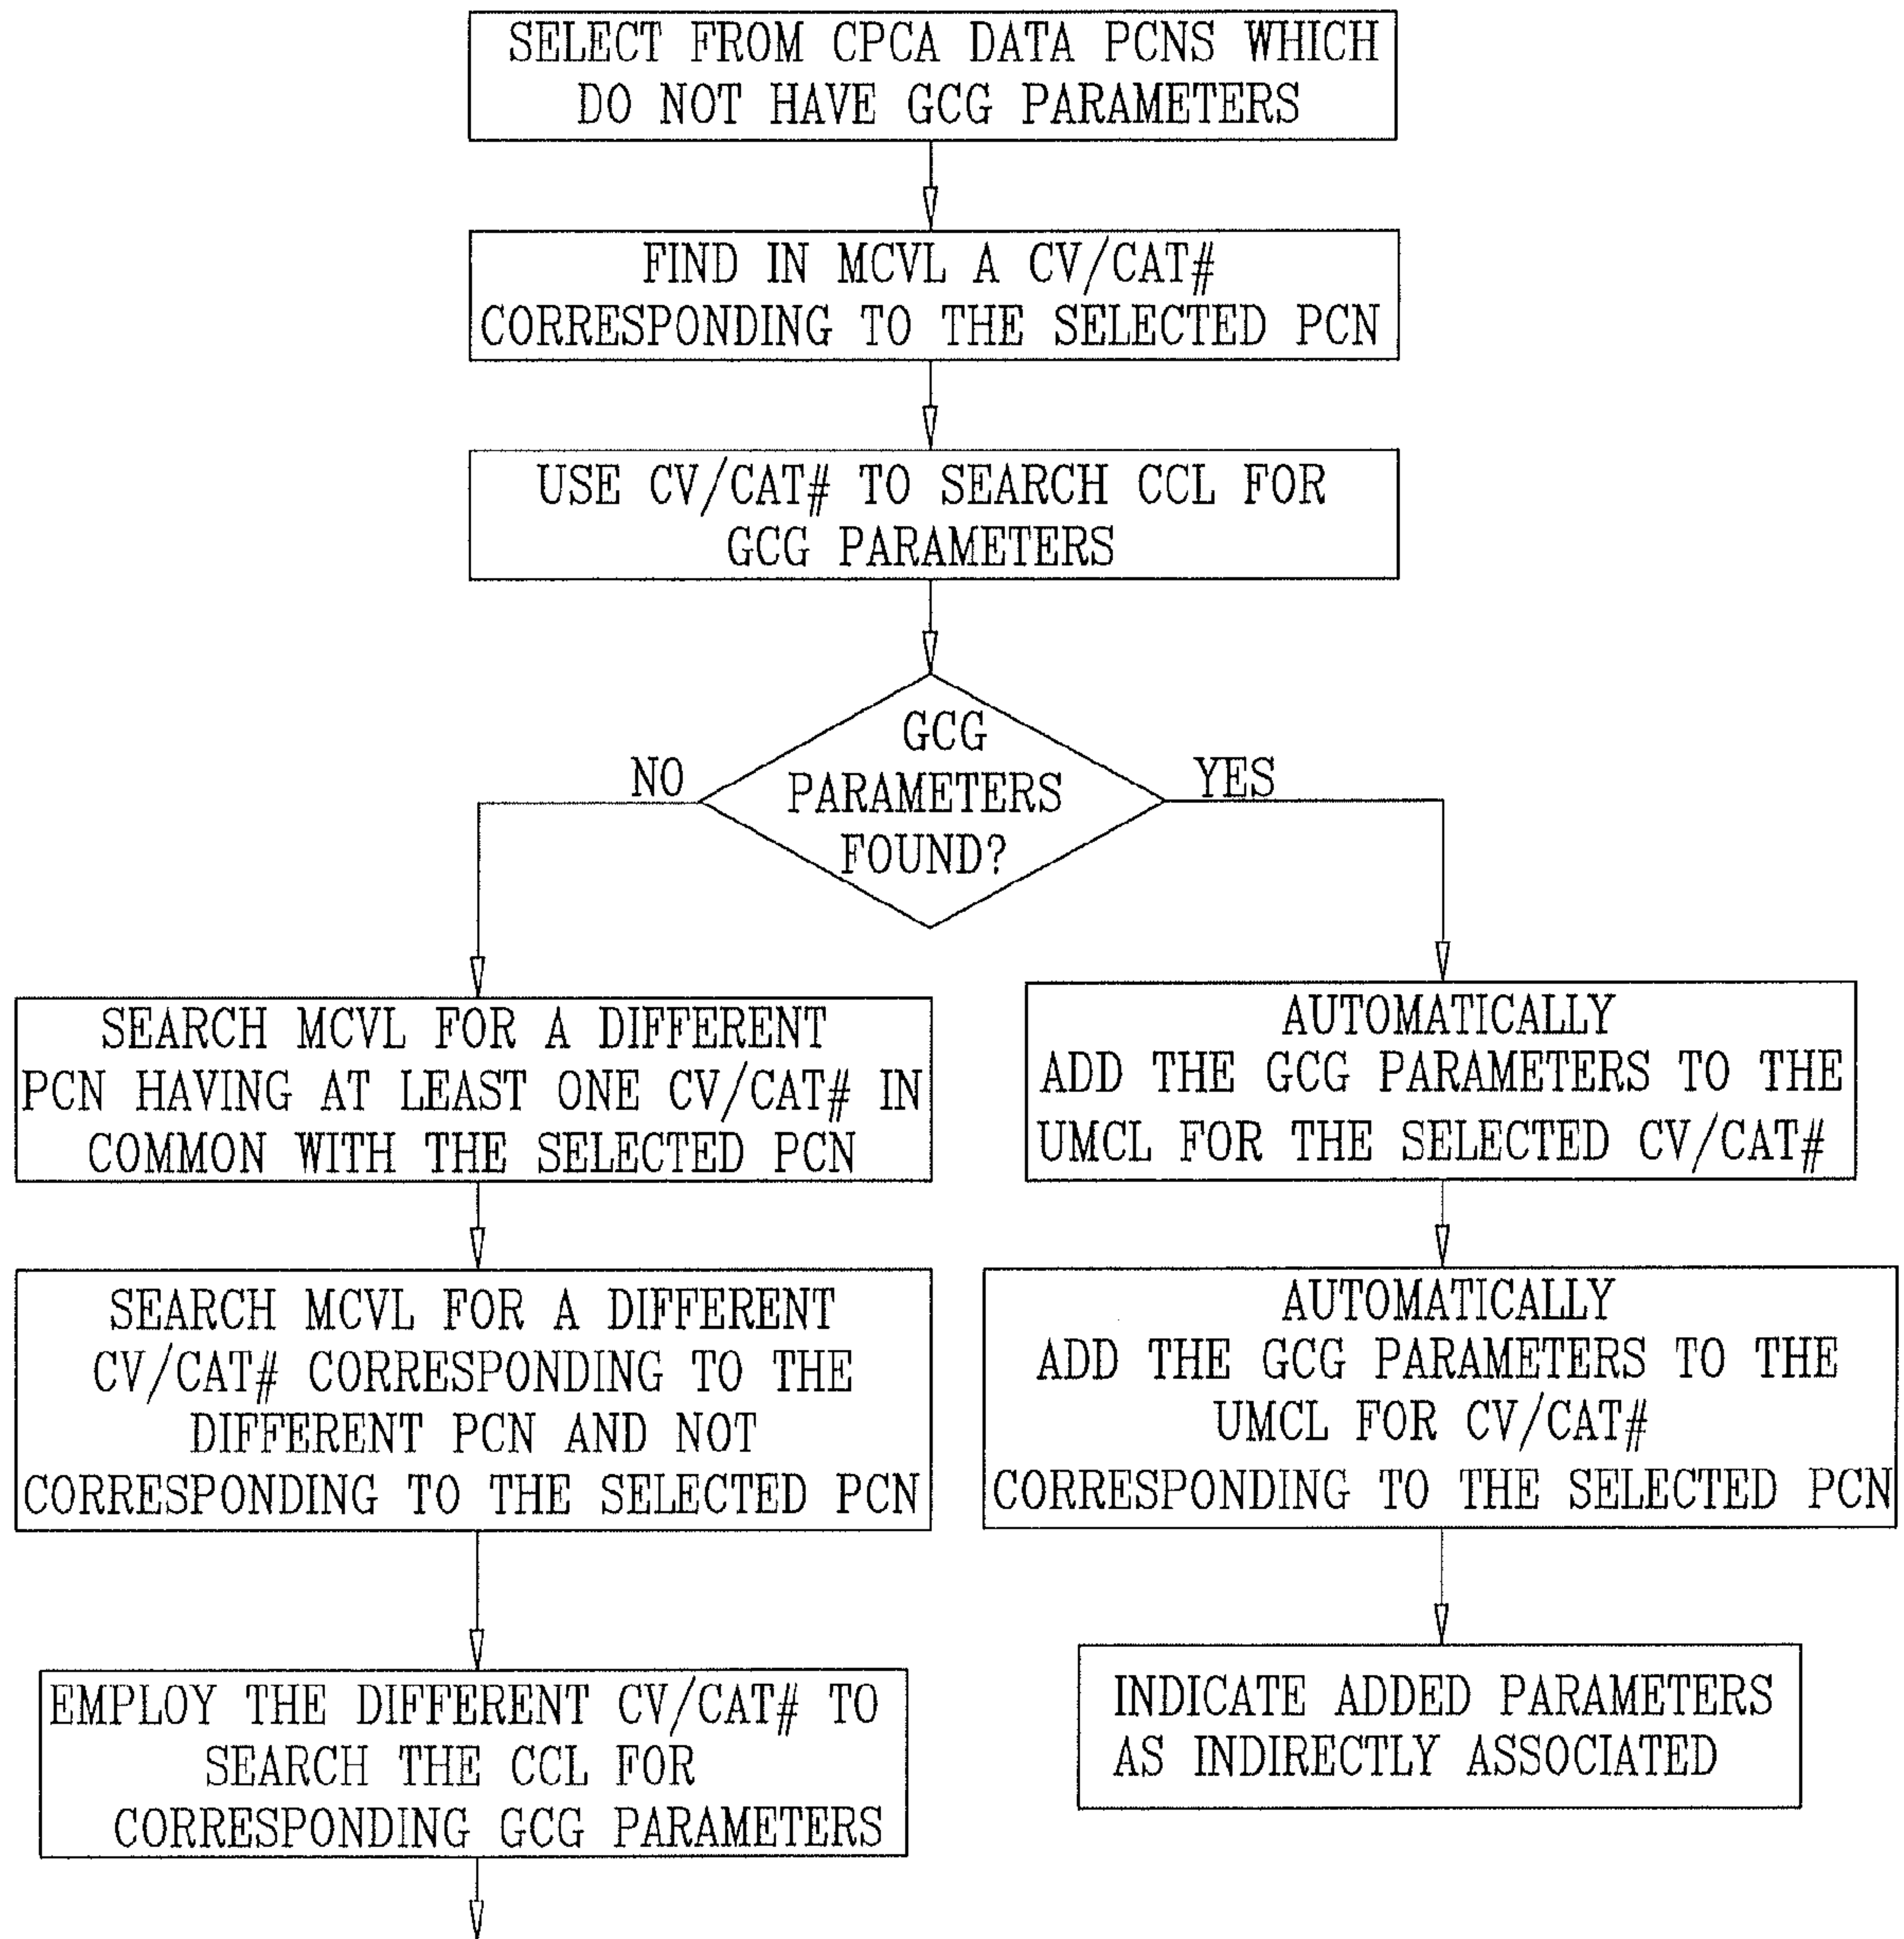 SELECT FROM CPCA DATA PCNS WHICH
DO NOT HAVE GCG PARAMETERS
FIND IN MCVL A CV/CAT#
CORRESPONDING TO THE SELECTED PCN
USE CV/CAT# TO SEARCH CCL FOR
GCG PARAMETERS
GCG
PARAMETERS
FOUND?
NO
YES
SEARCH MCVL FOR A DIFFERENT
PCN HAVING AT LEAST ONE CV/CAT# IN
COMMON WITH THE SELECTED PCN
SEARCH MCVL FOR A DIFFERENT
CV/CAT# CORRESPONDING TO THE
DIFFERENT PCN AND NOT
CORRESPONDING TO THE SELECTED PCN
EMPLOY THE DIFFERENT CV/CAT# TO
SEARCH THE CCL FOR
CORRESPONDING GCG PARAMETERS
AUTOMATICALLY
ADD THE GCG PARAMETERS TO THE
UMCL FOR THE SELECTED CV/CAT#
AUTOMATICALLY
ADD THE GCG PARAMETERS TO THE
UMCL FOR CV/CAT#
CORRESPONDING TO THE SELECTED PCN
INDICATE ADDED PARAMETERS
AS INDIRECTLY ASSOCIATED